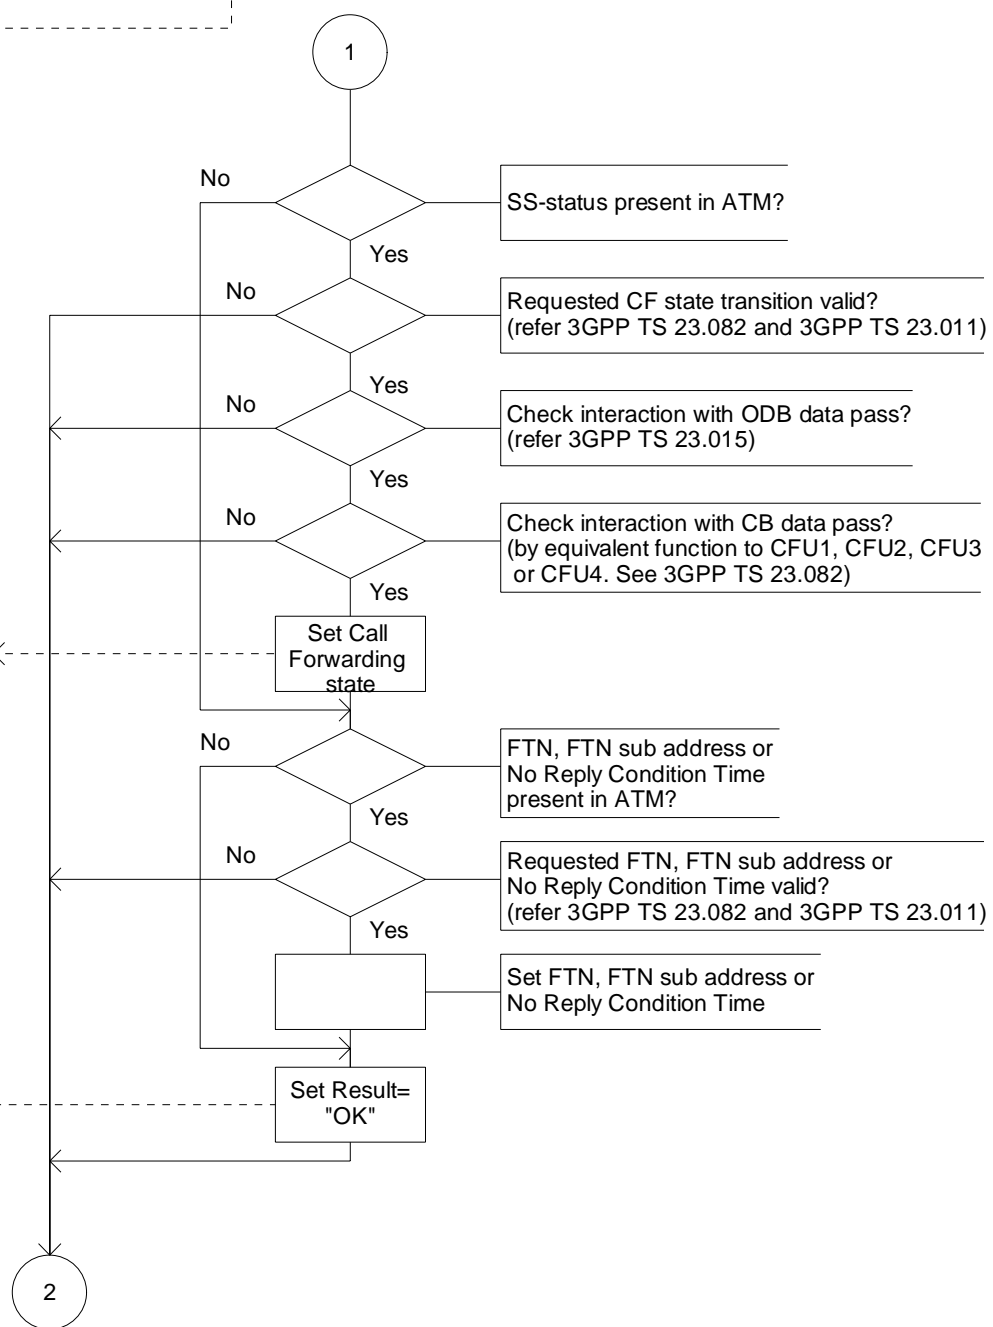 1
No
SS-status present in ATM?
Yes
No
Requested CF state transition valid?
(refer 3GPP TS 23.082 and 3GPP TS 23.011)
Yes
No
Check interaction with ODB data pass?
(refer 3GPP TS 23.015)
Yes
No
Check interaction with CB data pass?
(by equivalent function to CFU1, CFU2, CFU3
or CFU4. See 3GPP TS 23.082)
Yes
Set Call
Forwarding
state
No
FTN, FTN sub address or
No Reply Condition Time
present in ATM?
Yes
No
Requested FTN, FTN sub address or
No Reply Condition Time valid?
(refer 3GPP TS 23.082 and 3GPP TS 23.011)
Yes
Set FTN, FTN sub address or
No Reply Condition Time
Set Result=
"OK"
2